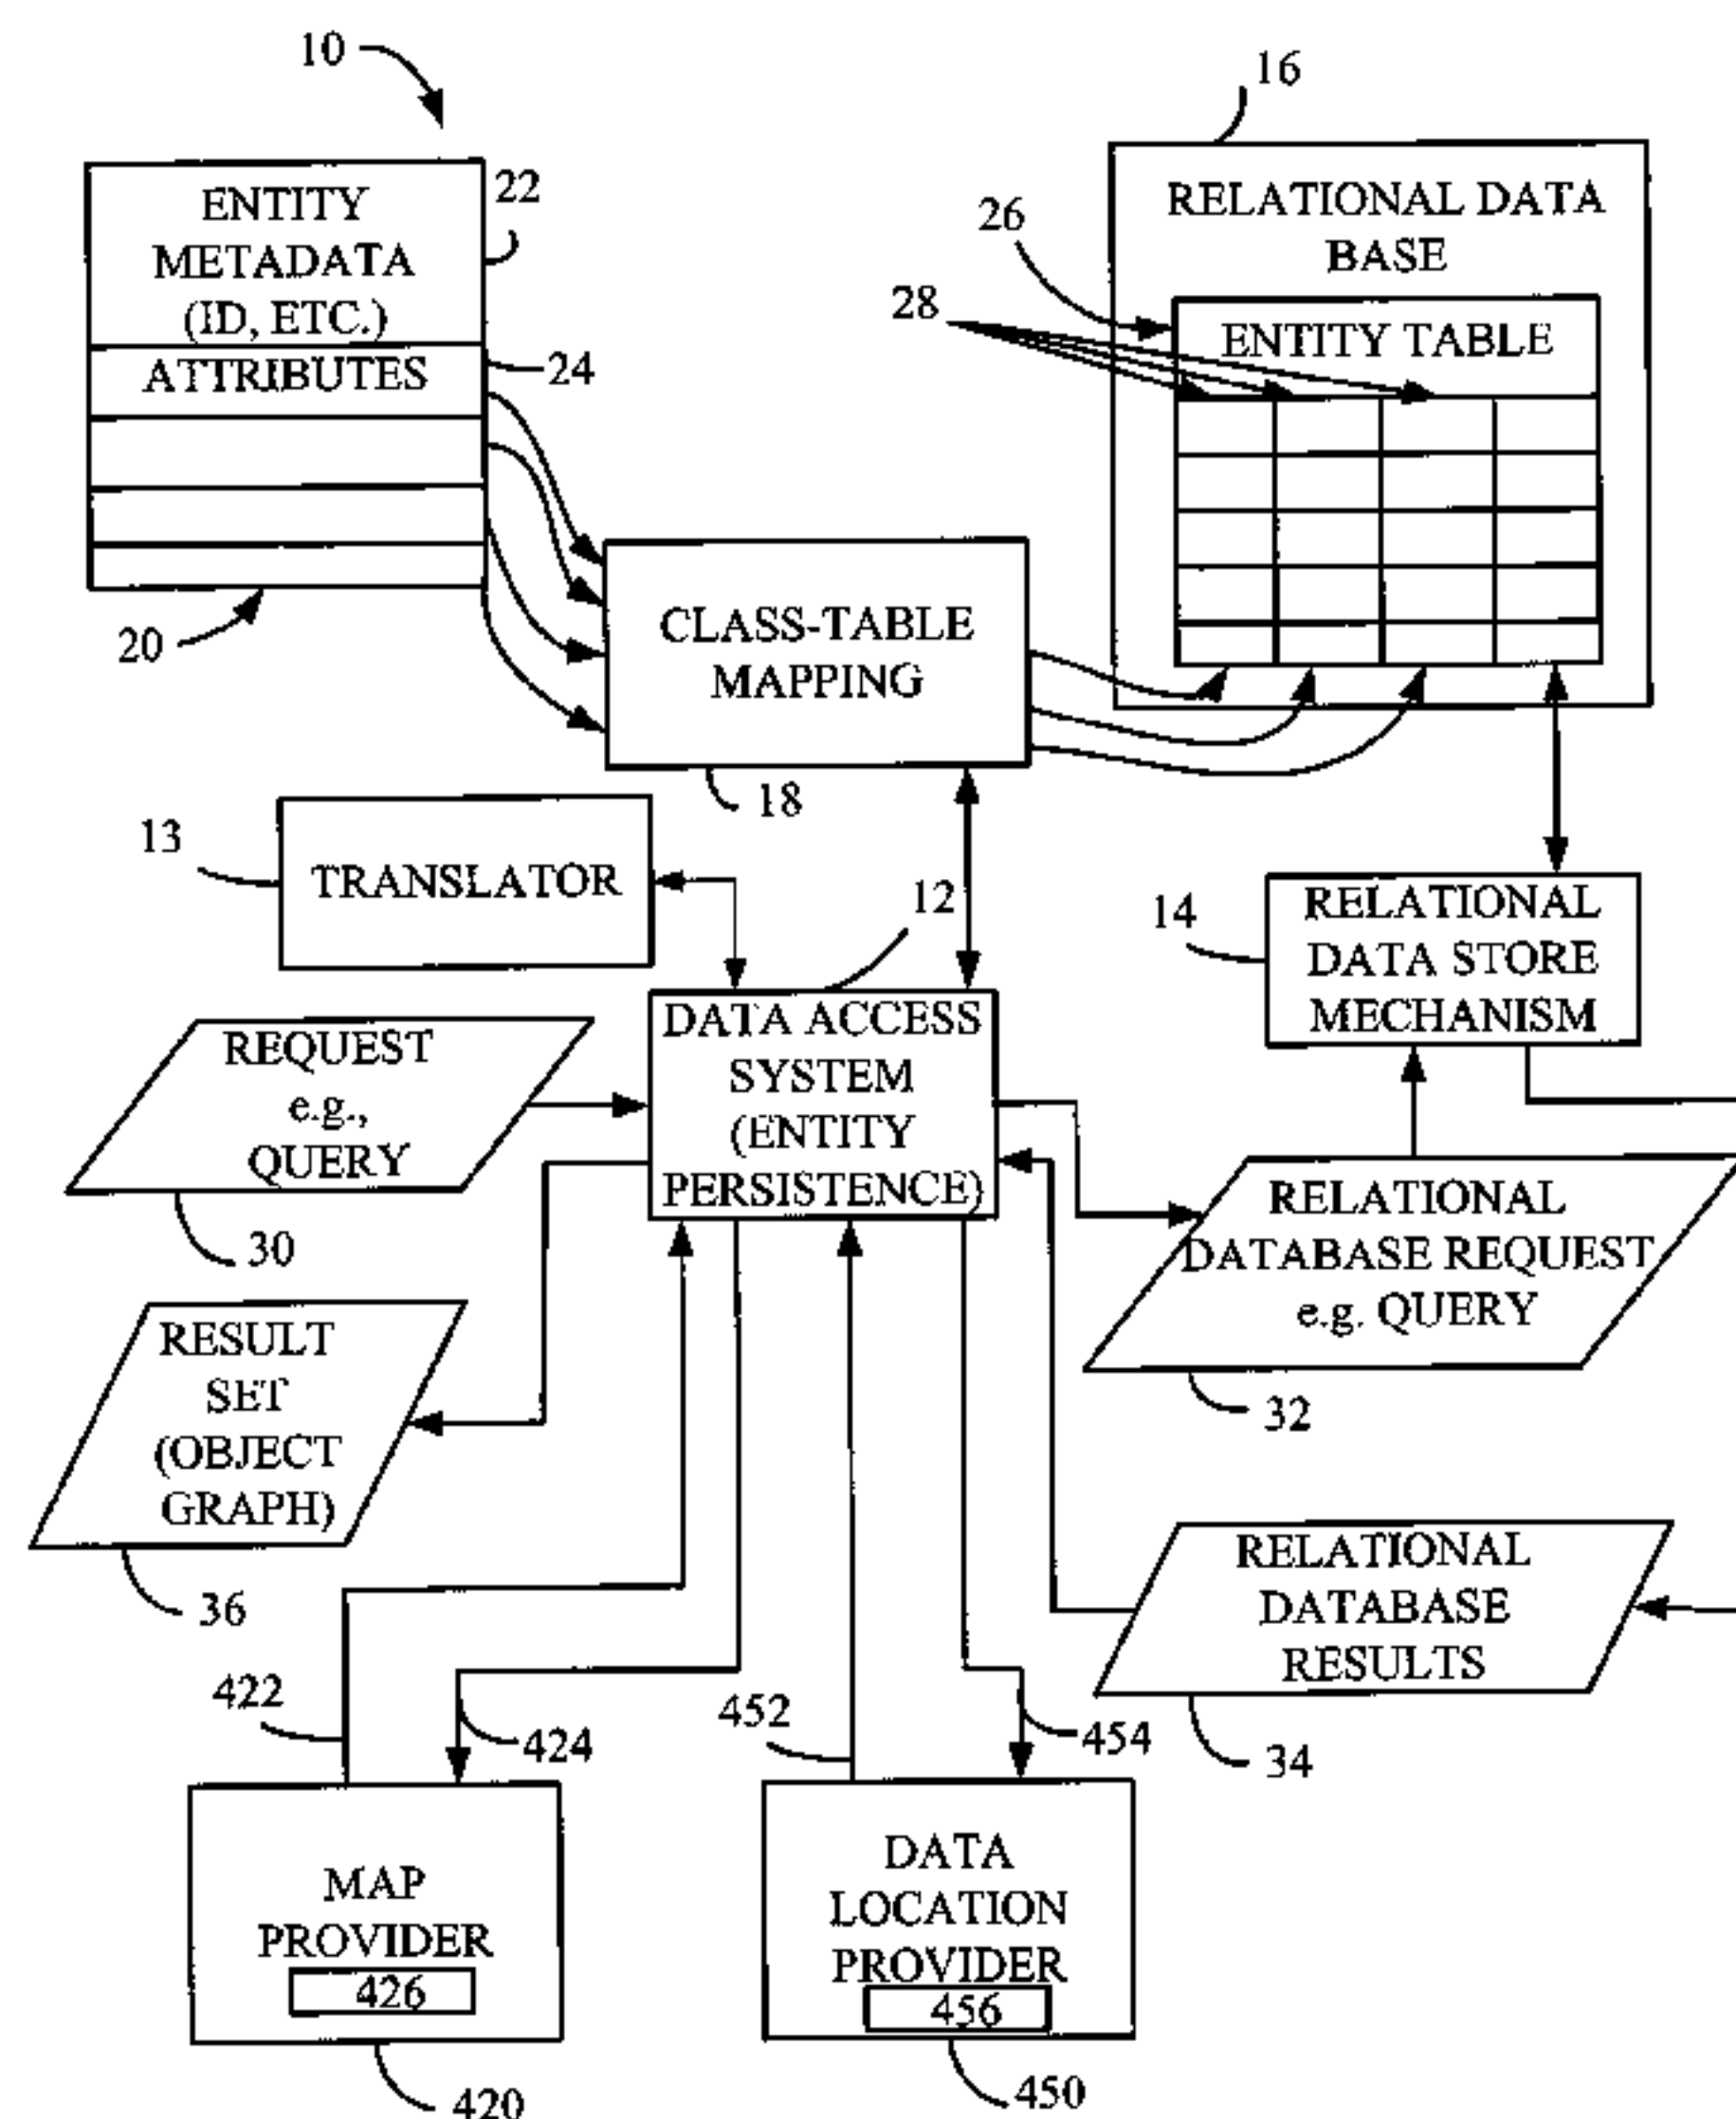 10
16
ENTITY
METADATA
(ID, ETC.)
22
ATTRIBUTES
24
20
RELATIONAL DATA
BASE
26
28
ENTITY TABLE
CLASS-TABLE
MAPPING
18
13
TRANSLATOR
12
14
RELATIONAL
DATA STORE
MECHANISM
DATA ACCESS
SYSTEM
(ENTITY
PERSISTENCE)
REQUEST
e.g.,
QUERY
30
RELATIONAL
DATABASE REQUEST
e.g. QUERY
32
RESULT
SET
(OBJECT
GRAPH)
36
RELATIONAL
DATABASE
RESULTS
34
422
424
452
454
MAP
PROVIDER
426
420
DATA
LOCATION
PROVIDER
456
450